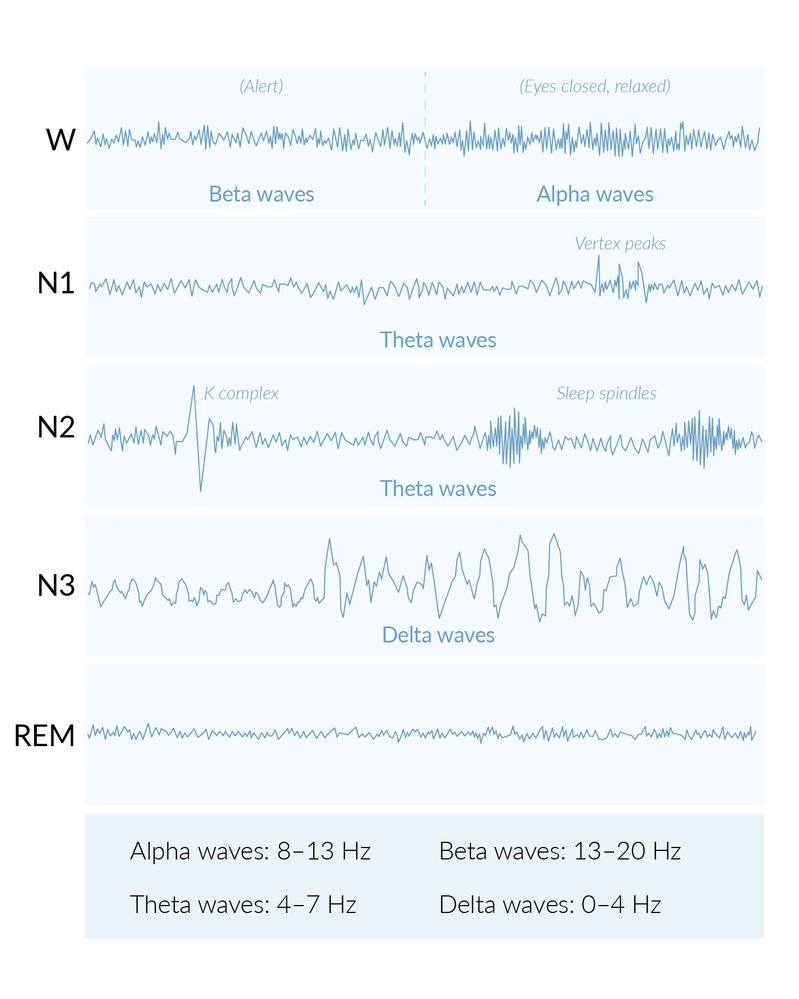 (Alert)
(Eyes closed, relaxed)
W
Beta waves
Alpha waves
Vertex peaks
N1
Theta waves
K complex
Sleep spindles
N2
Theta waves
N3
Delta waves
REM
Alpha waves: 8–13 Hz
Beta waves: 13–20 Hz
Theta waves: 4–7 Hz
Delta waves: 0–4 Hz